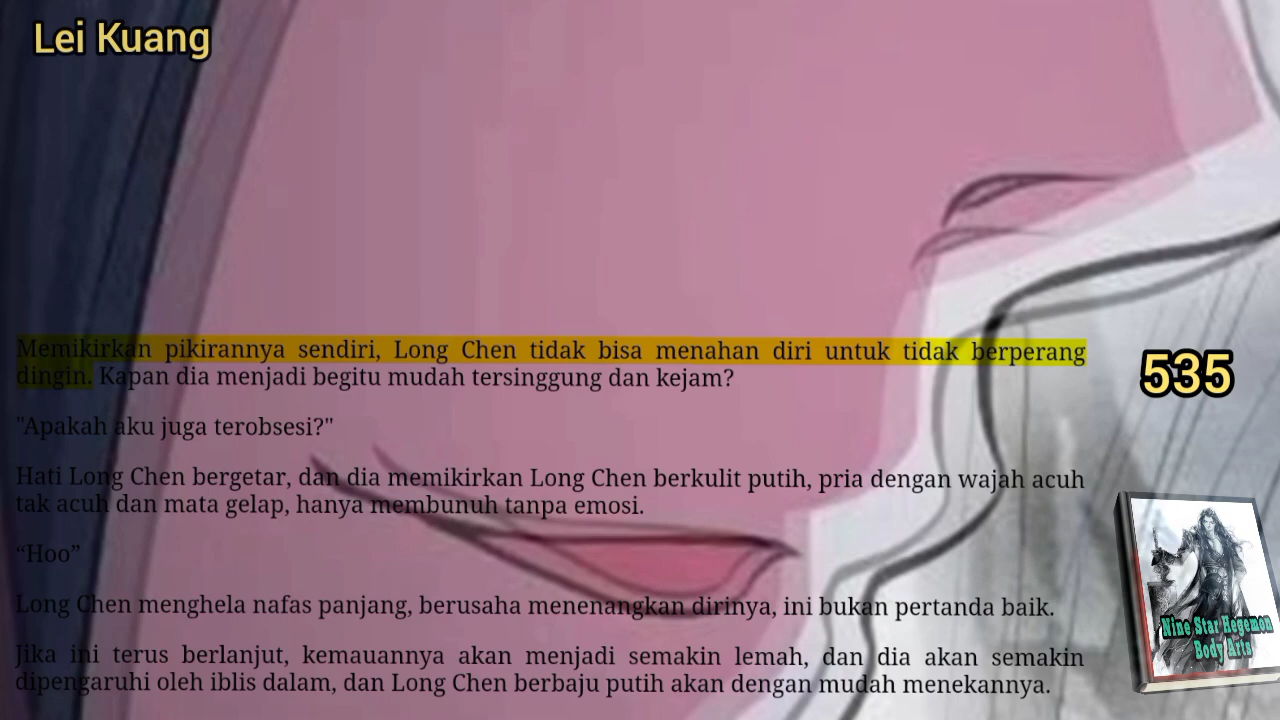 Lei Kuang
Memikirkan pikirannya sendiri, Long Chen tidak bisa menahan diri untuk tidak berperang
dingin. Kapan dia menjadi begitu mudah tersinggung dan kejam?
"Apakah aku juga terobsesi?"
Hati Long Chen bergetar, dan dia memikirkan Long Chen berkulit putih, pria dengan wajah acuh
tak acuh dan mata gelap, hanya membunuh tanpa emosi.
“Hoo”
Long Chen menghela nafas panjang, berusaha menenangkan dirinya, ini bukan pertanda baik.
Jika ini terus berlanjut, kemauannya akan menjadi semakin lemah, dan dia akan semakin
dipengaruhi oleh iblis dalam, dan Long Chen berbaju putih akan dengan mudah menekannya.
535
Nine Star Hegemon
Body Arts